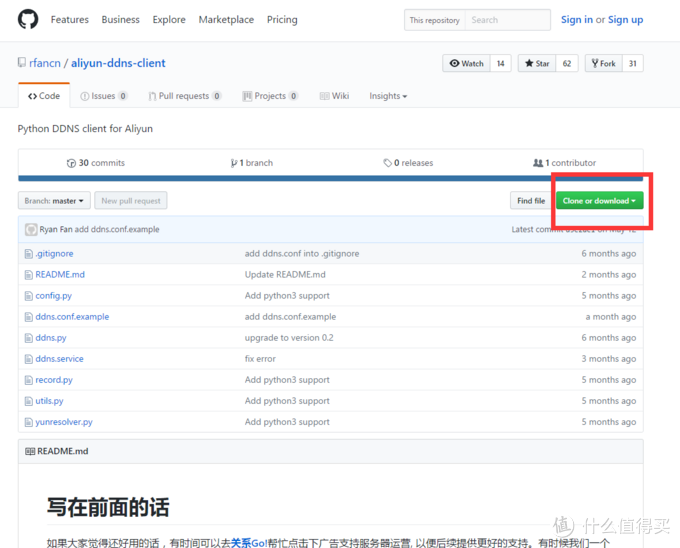 Features Business Explore Marketplace Pricing This repository Search Sign in or Sign up
rfancn / aliyun-ddns-client Watch 14 Star 62 Fork 31
Code Issues 0 Pull requests 0 Projects 0 Wiki Insights
Python DDNS client for Aliyun
30 commits 1 branch 0 releases 1 contributor
Branch: master New pull request Find file Clone or download
Ryan Fan add ddns.conf.example Latest commit on May 12
.gitignore add ddns.conf into .gitignore 6 months ago
README.md Update README.md 2 months ago
config.py Add python3 support 5 months ago
ddns.conf.example add ddns.conf.example a month ago
ddns.py upgrade to version 0.2 6 months ago
ddns.service fix error 3 months ago
record.py Add python3 support 5 months ago
utils.py Add python3 support 5 months ago
yunresolver.py Add python3 support 5 months ago
README.md
写在前面的话
如果大家觉得还好用的话，有时间可以去关系Go!帮忙点击下广告支持服务器运营, 以便后续提供更好的支持。有时候我们一个
值 什么值得买